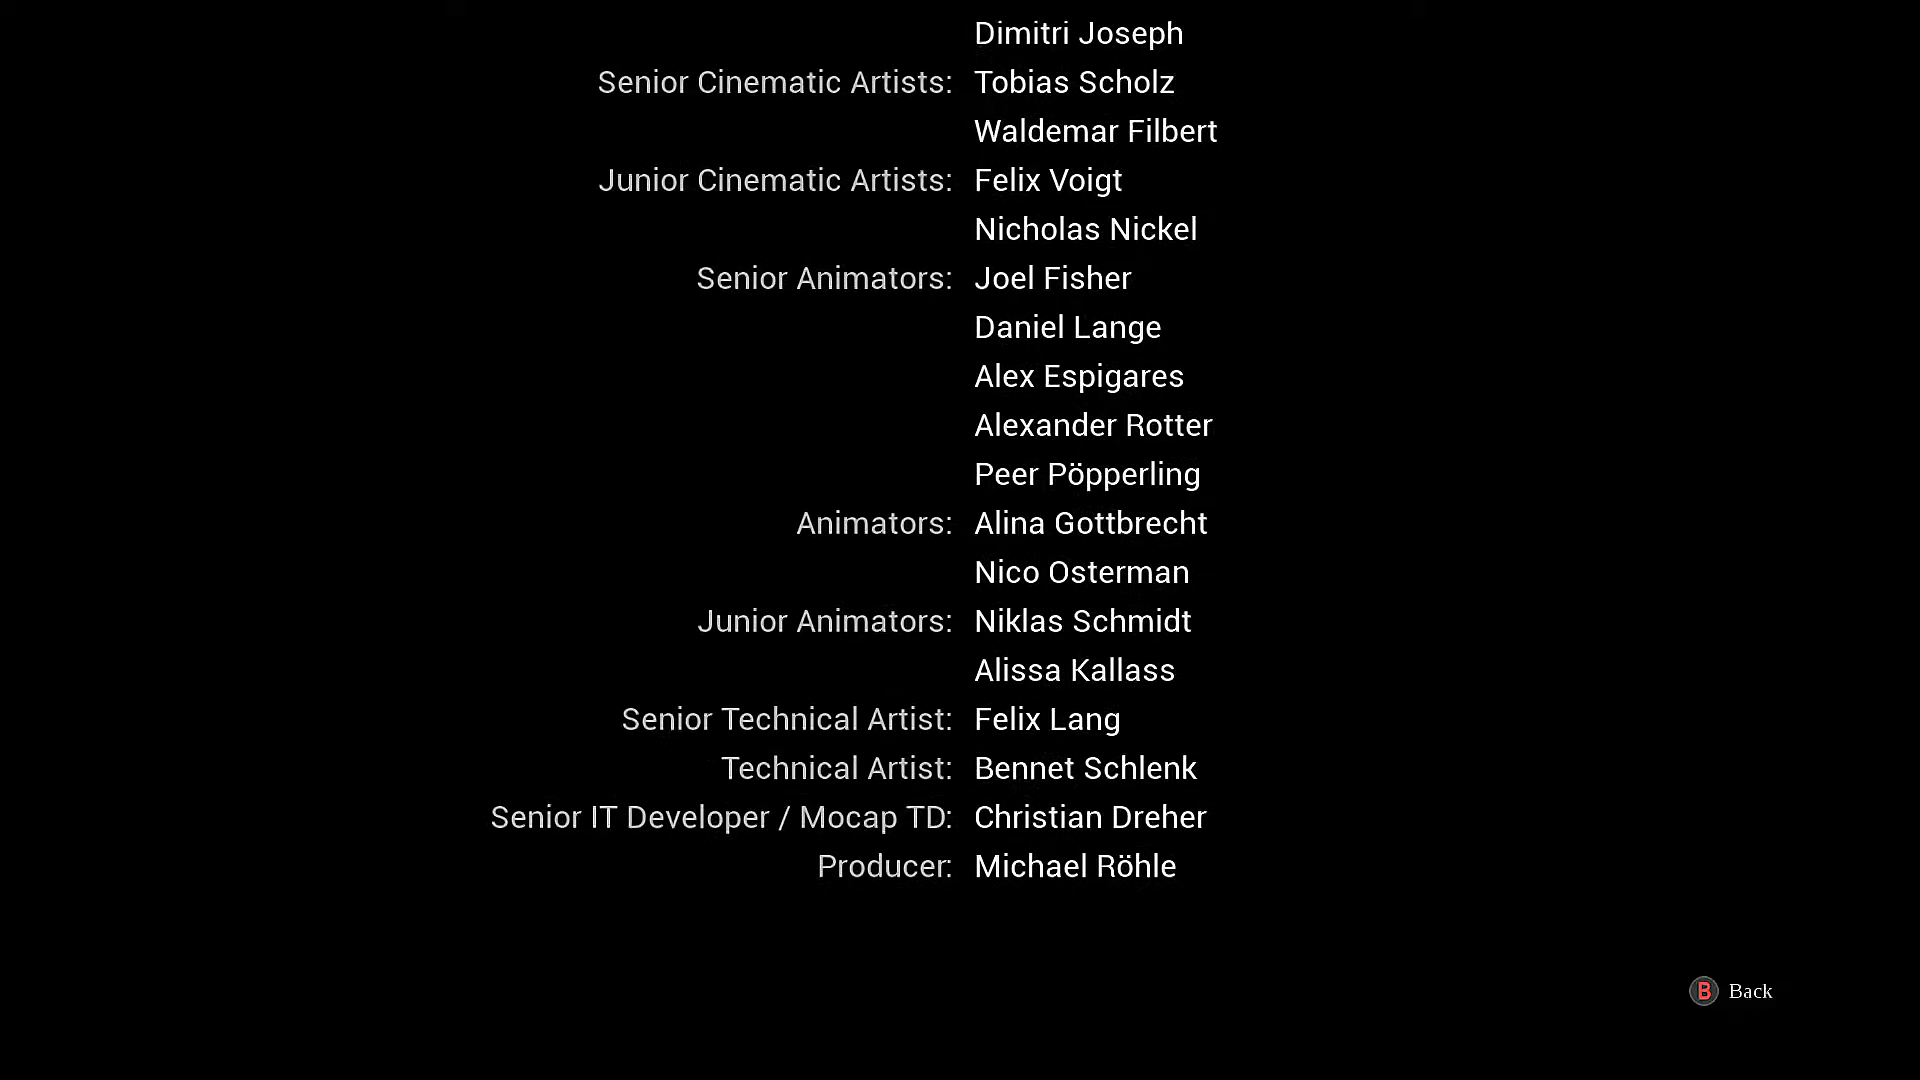 Dimitri Joseph
Senior Cinematic Artists: Tobias Scholz
Waldemar Filbert
Junior Cinematic Artists: Felix Voigt
Nicholas Nickel
Senior Animators: Joel Fisher
Daniel Lange
Alex Espigares
Alexander Rotter
Peer Pöpperling
Animators: Alina Gottbrecht
Nico Osterman
Junior Animators: Niklas Schmidt
Alissa Kallass
Senior Technical Artist: Felix Lang
Technical Artist: Bennet Schlenk
Senior IT Developer / Mocap TD: Christian Dreher
Producer: Michael Röhle
B Back